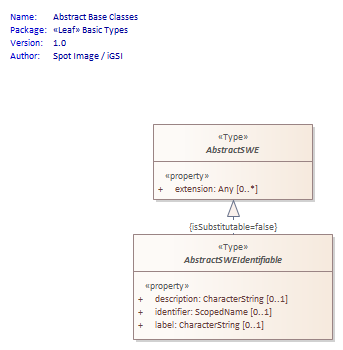 Name: Abstract Base Classes
Package: «Leaf» Basic Types
Version: 1.0
Author: Spot Image / iGSI
«Type»
AbstractSWE
«property»
+ extension: Any [0..*]
{isSubstitutable=false}
«Type»
AbstractSWEIdentifiable
«property»
+ description: CharacterString [0..1]
+ identifier: ScopedName [0..1]
+ label: CharacterString [0..1]